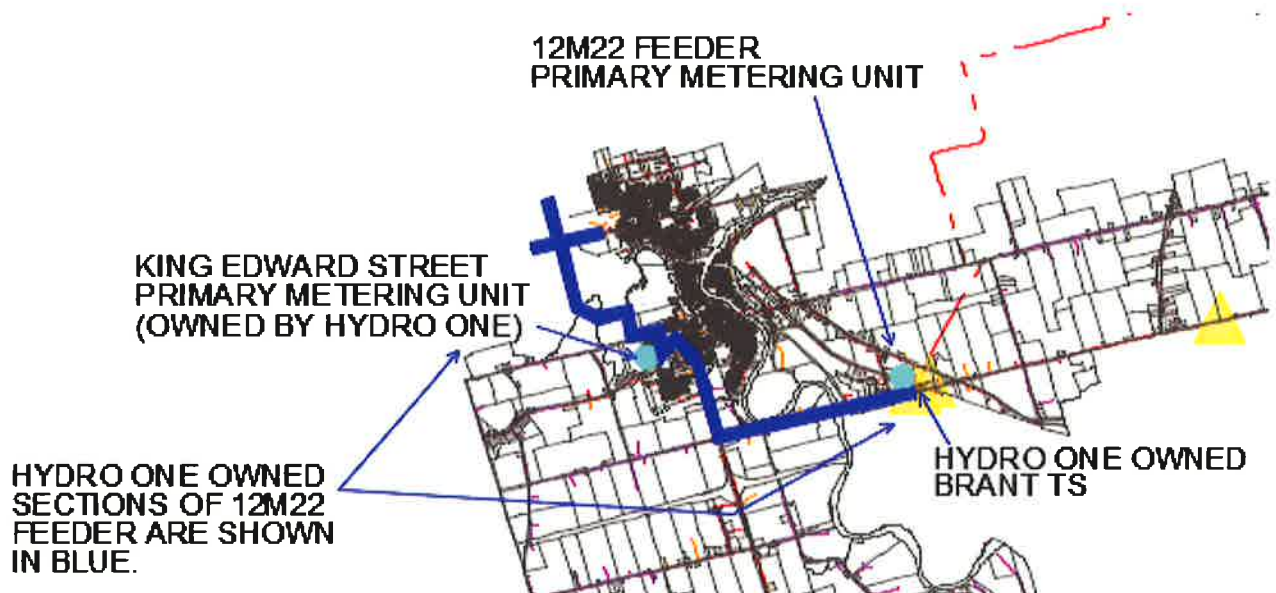 12M22 FEEDER
PRIMARY METERING UNIT
KING EDWARD STREET
PRIMARY METERING UNIT
(OWNED BY HYDRO ONE)
HYDRO ONE OWNED
SECTIONS OF 12M22
FEEDER ARE SHOWN
IN BLUE.
HYDRO ONE OWNED
BRANT TS